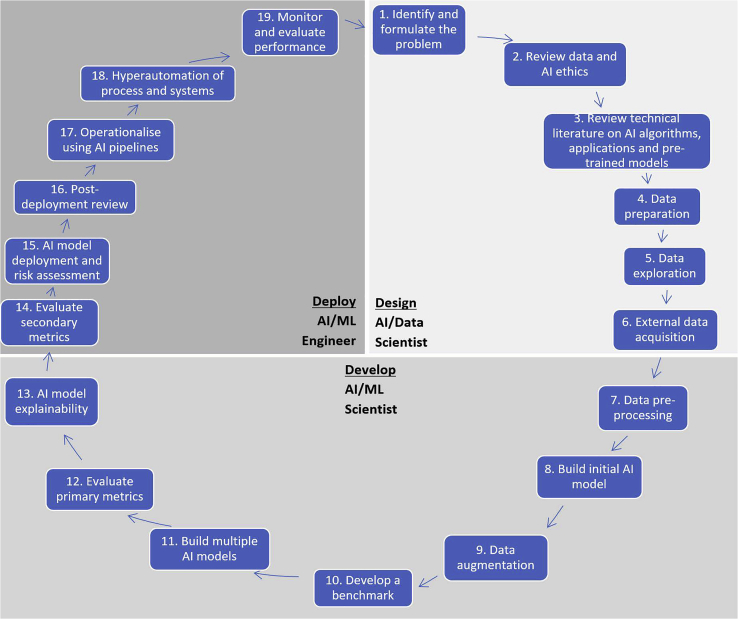 1. Identify and
formulate the
problem
2. Review data and
AI ethics
3. Review technical
literature on AI algorithms,
applications and pre-
trained models
4. Data
preparation
5. Data
exploration
6. External data
acquisition
Design
AI/Data
Scientist
7. Data pre-
processing
8. Build initial AI
model
9. Data
augmentation
10. Develop a
benchmark
11. Build multiple
AI models
12. Evaluate
primary metrics
13. AI model
explainability
Develop
AI/ML
Scientist
14. Evaluate
secondary
metrics
15. AI model
deployment and
risk assessment
16. Post-
deployment review
17. Operationalise
using AI pipelines
18. Hyperautomation of
process and systems
19. Monitor
and evaluate
performance
Deploy
AI/ML
Engineer